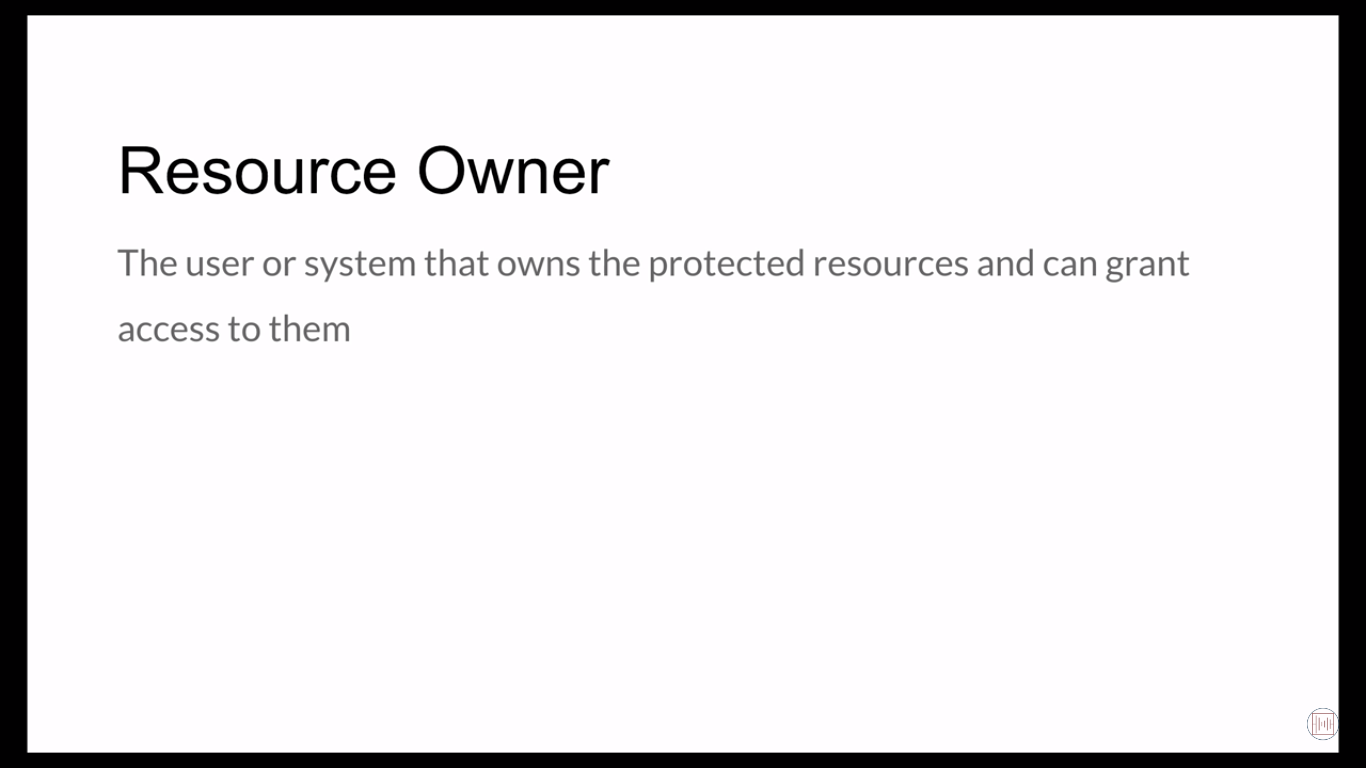 Resource Owner
The user or system that owns the protected resources and can grant
access to them